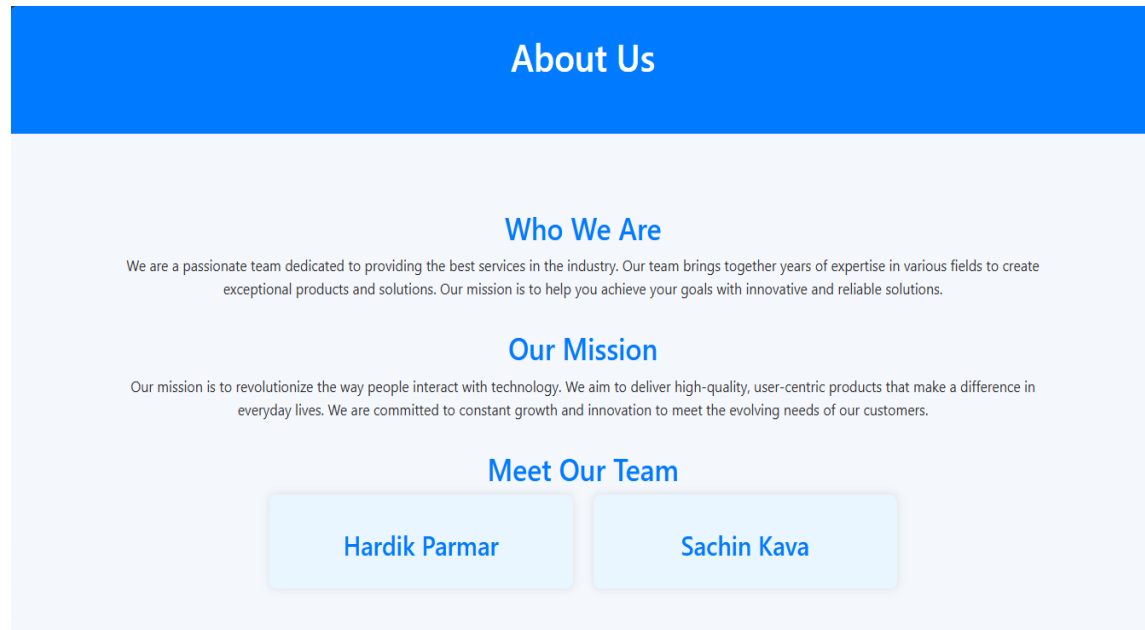 About Us
Who We Are
We are a passionate team dedicated to providing the best services in the industry. Our team brings together years of expertise in various fields to create
exceptional products and solutions. Our mission is to help you achieve your goals with innovative and reliable solutions.
Our Mission
Our mission is to revolutionize the way people interact with technology. We aim to deliver high-quality, user-centric products that make a difference in
everyday lives. We are committed to constant growth and innovation to meet the evolving needs of our customers.
Meet Our Team
Hardik Parmar
Sachin Kava